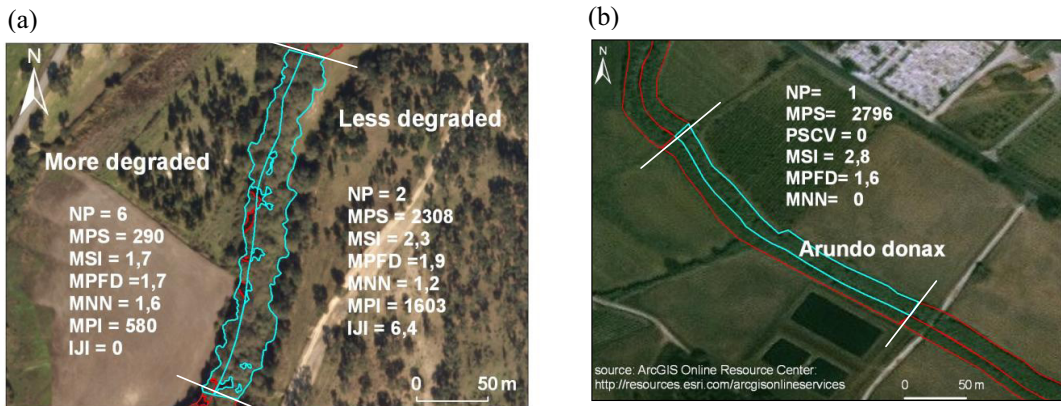 (a)
N
More degraded
NP = 6
MPS = 290
MSI = 1,7
MPFD =1,7
MNN = 1,6
MPI = 580
IJI = 0
Less degraded
NP = 2
MPS = 2308
MSI = 2,3
MPFD = 1,9
MNN = 1,2
MPI = 1603
IJI = 6,4
0 50 m
(b)
N
NP= 1
MPS= 2796
PSCV = 0
MSI = 2,8
MPFD= 1,6
MNN= 0
Arundo donax
source: ArcGIS Online Resource Center:
http://resources.esri.com/arcgisonlineservices
0 50 m